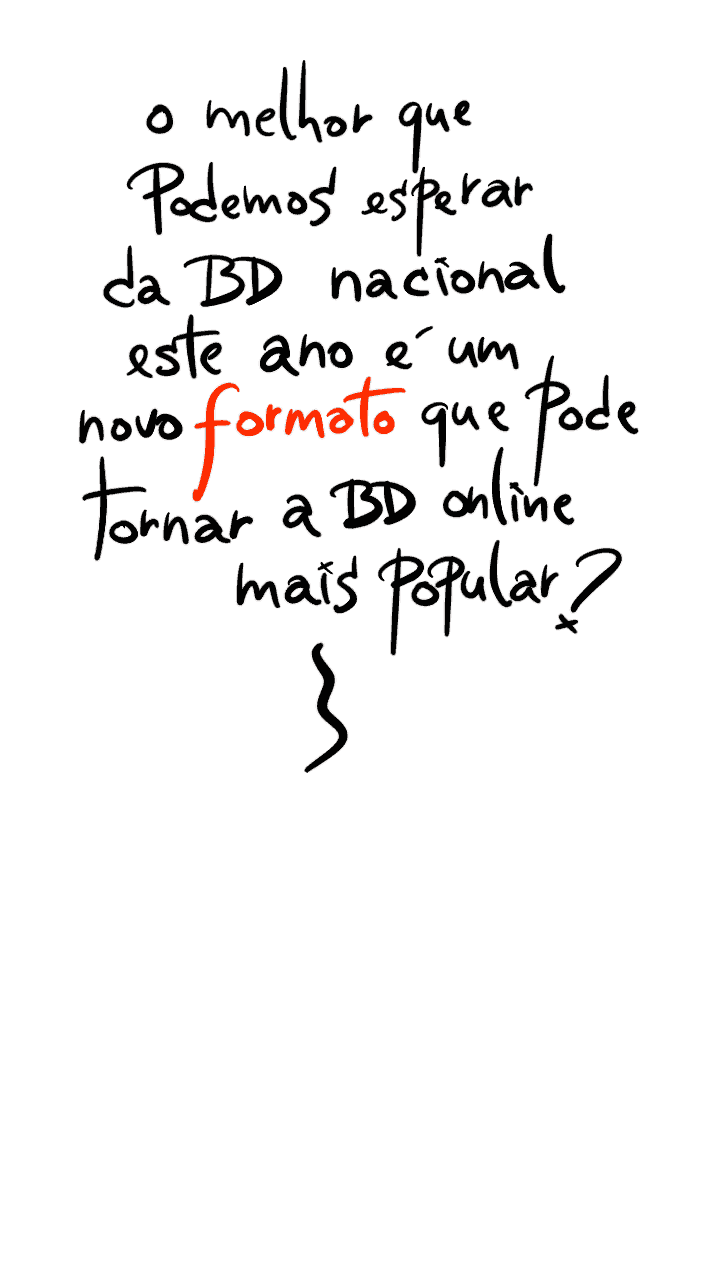 o melhor que
Podemos esperar
da BD nacional
este ano é um
novo formato que pode
tornar a BD online
mais popular?